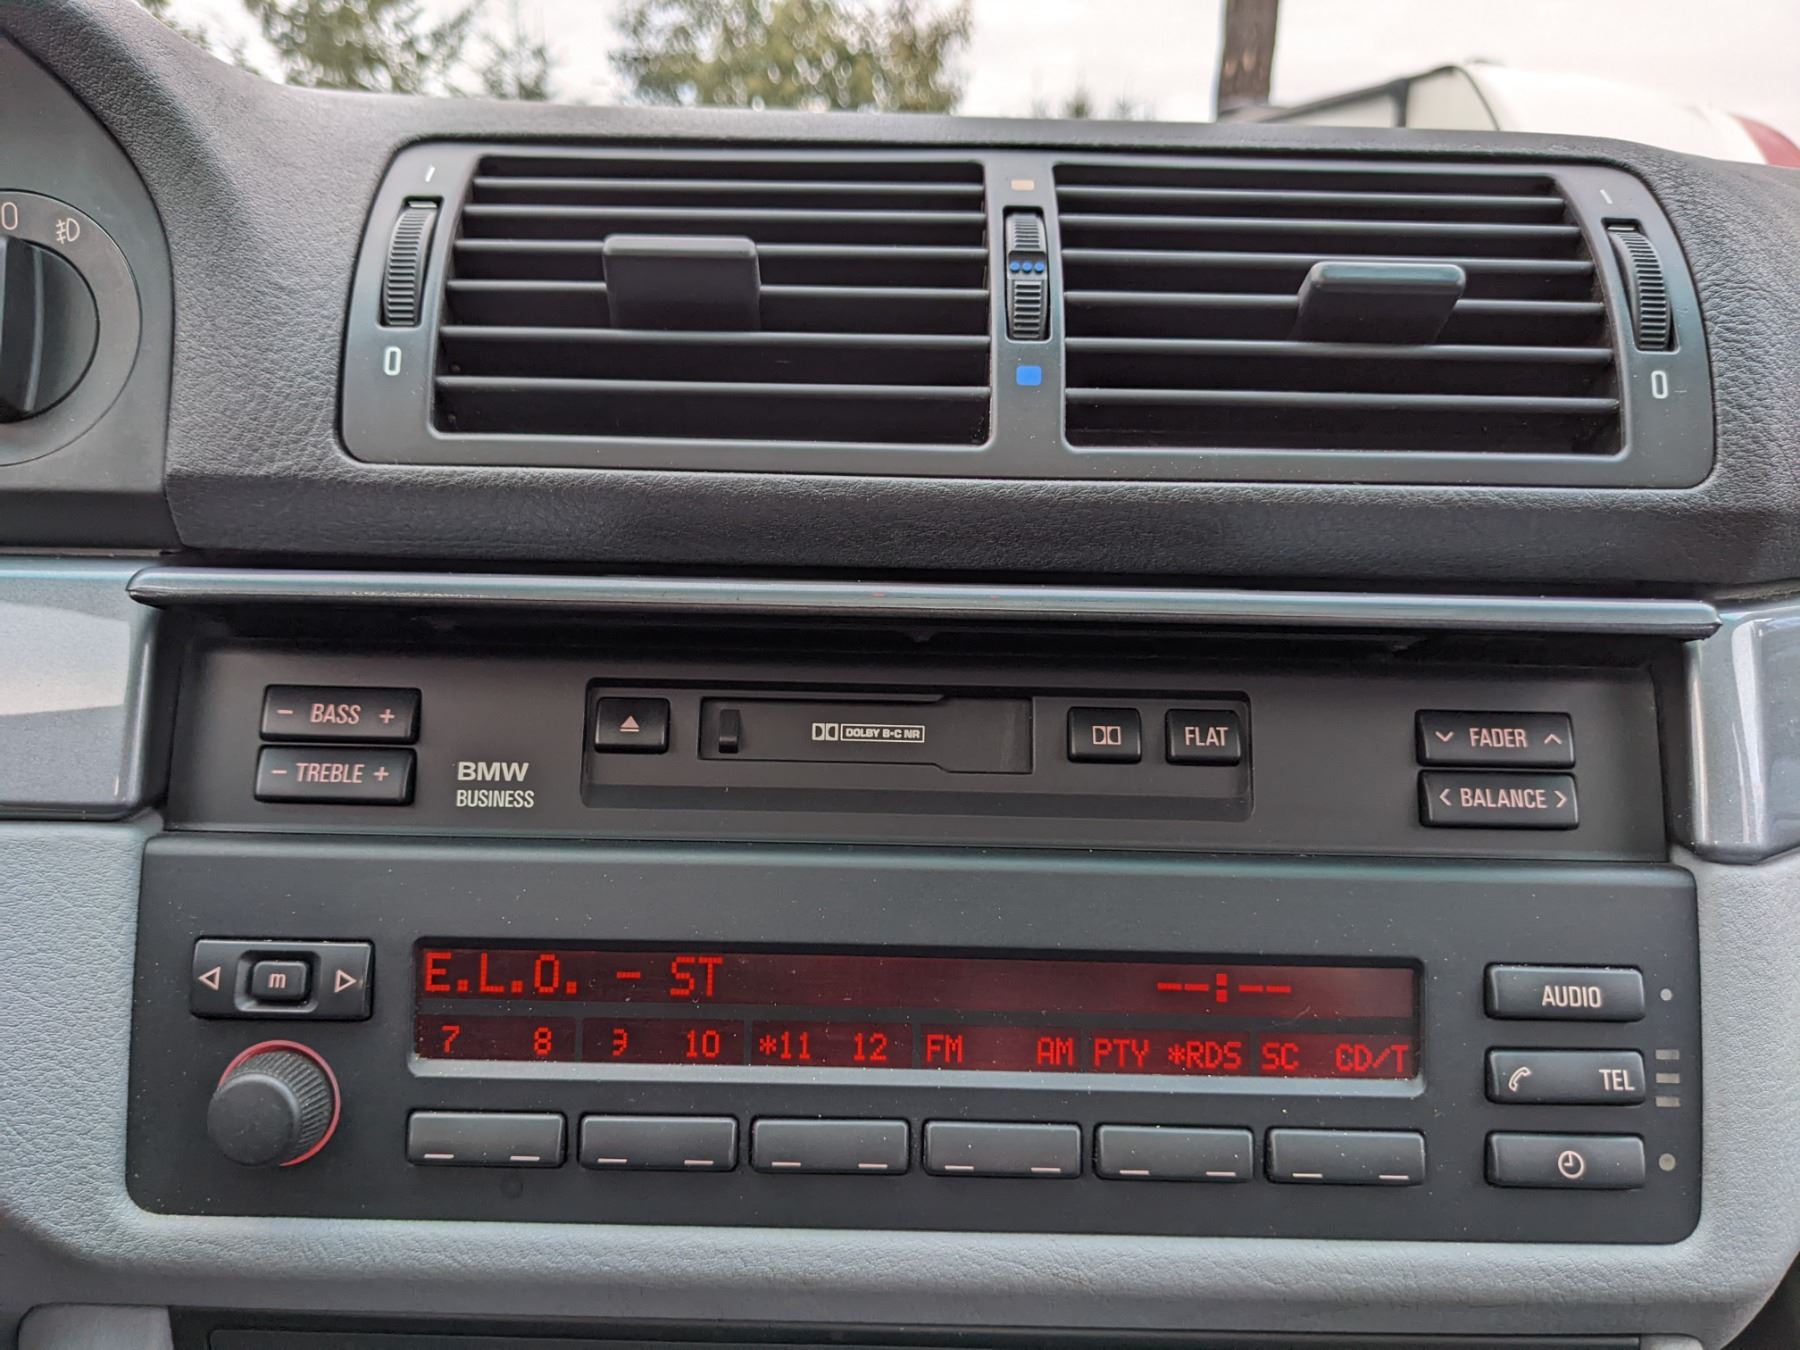 0
0
0
− BASS +
− TREBLE +
BMW
BUSINESS
DOLBY B•C NR
FLAT
FADER
< BALANCE >
m
E.L.O. - ST --:--
7 8 9 10 *11 12 FM AM PTY *RDS SC CD/T
AUDIO
TEL